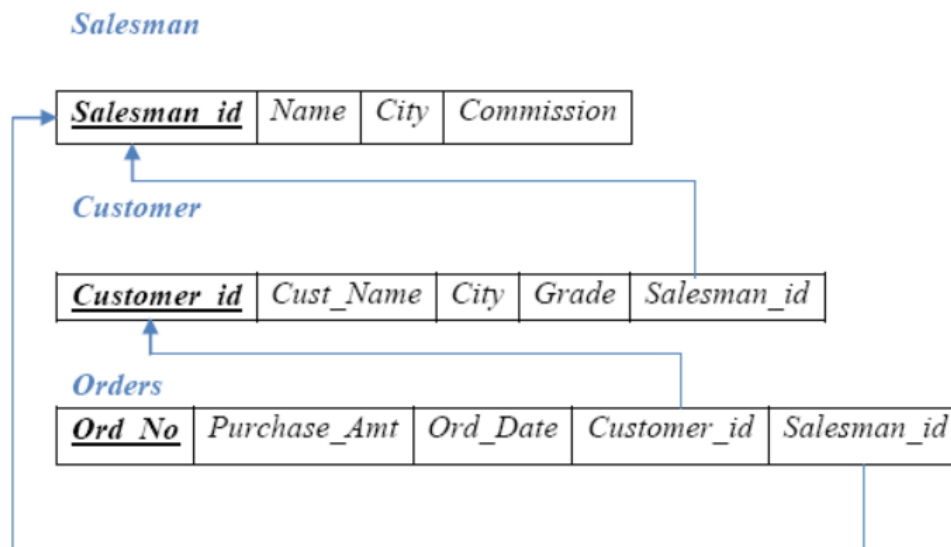 Salesman
Salesman_id Name City Commission
Customer
Customer_id Cust_Name City Grade Salesman_id
Orders
Ord_No Purchase_Amt Ord_Date Customer_id Salesman_id